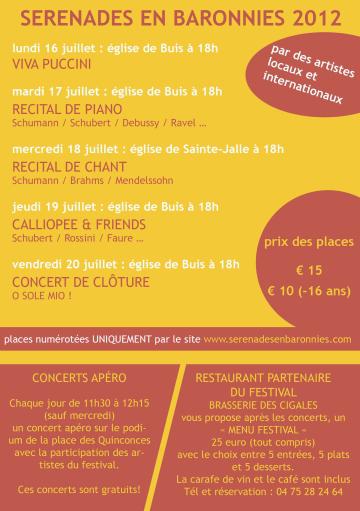 SERENADES EN BARONNIES 2012
lundi 16 juillet : église de Buis à 18h
VIVA PUCCINI
par des artistes
locaux et
internationaux
mardi 17 juillet : église de Buis à 18h
RECITAL DE PIANO
Schumann / Schubert / Debussy / Ravel ...
mercredi 18 juillet : église de Sainte-Jalle à 18h
RECITAL DE CHANT
Schumann / Brahms / Mendelssohn
jeudi 19 juillet : église de Buis à 18h
CALLIOPEE & FRIENDS
Schubert / Rossini / Faure ...
prix des places
€ 15
€ 10 (-16 ans)
vendredi 20 juillet : église de Buis à 18h
CONCERT DE CLÔTURE
O SOLE MIO !
places numérotées UNIQUEMENT par le site www.serenadesenbaronnies.com
CONCERTS APÉRO
Chaque jour de 11h30 à 12h15
(sauf mercredi)
un concert apéro sur le podi-
um de la place des Quinconces
avec la participation des ar-
tistes du festival.
Ces concerts sont gratuits!
RESTAURANT PARTENAIRE
DU FESTIVAL
BRASSERIE DES CIGALES
vous propose après les concerts, un
« MENU FESTIVAL »
25 euro (tout compris)
avec le choix entre 5 entrées, 5 plats
et 5 desserts.
La carafe de vin et le café sont inclus
Tél et réservation : 04 75 28 24 64